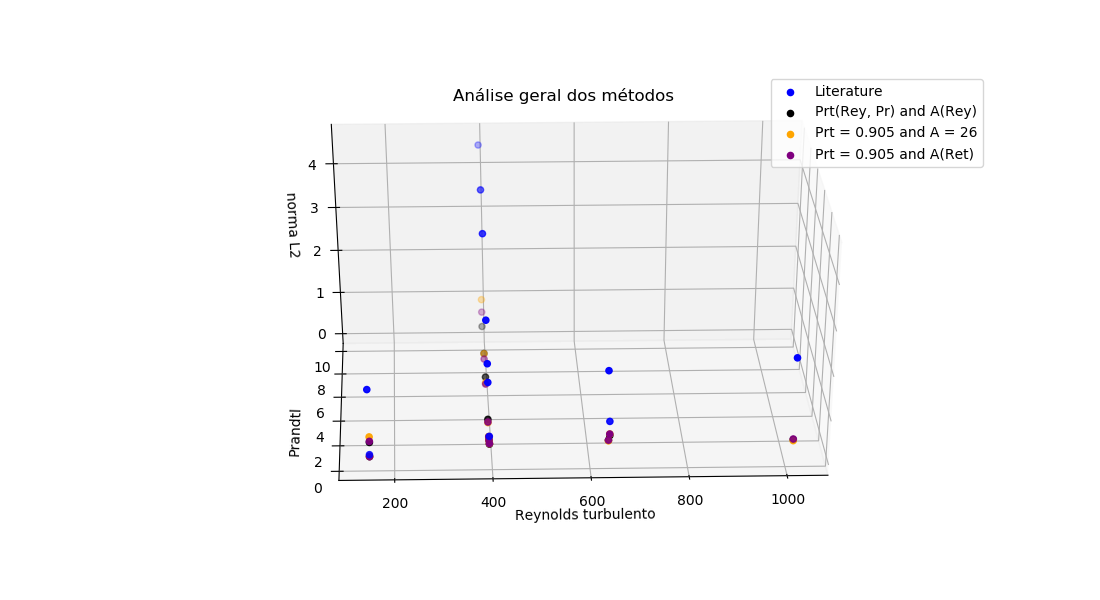 Análise geral dos métodos
Literature
Prt(Rey, Pr) and A(Rey)
Prt = 0.905 and A = 26
Prt = 0.905 and A(Ret)
norma L2
4
3
2
1
0
Prandtl
10
8
6
4
2
0
200
400
600
800
1000
Reynolds turbulento